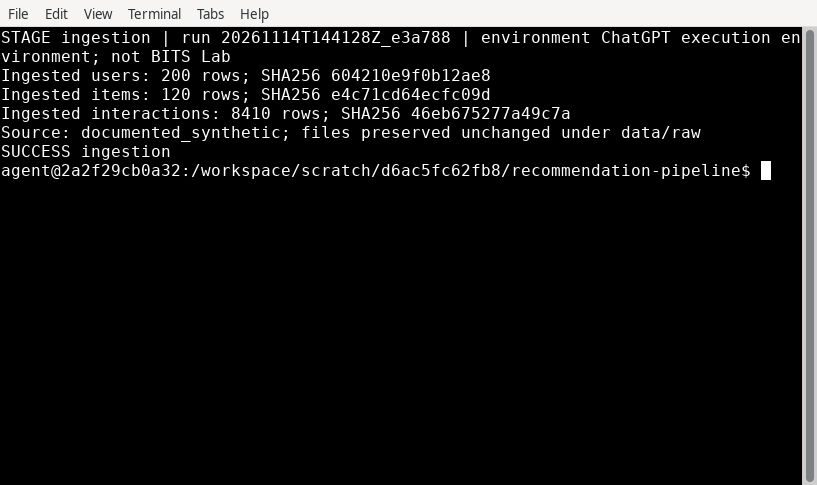 File Edit View Terminal Tabs Help
STAGE ingestion | run 20261114T144128Z_e3a788 | environment ChatGPT execution en
vironment; not BITS Lab
Ingested users: 200 rows; SHA256 604210e9f0b12ae8
Ingested items: 120 rows; SHA256 e4c71cd64ecfc09d
Ingested interactions: 8410 rows; SHA256 46eb675277a49c7a
Source: documented_synthetic; files preserved unchanged under data/raw
SUCCESS ingestion
agent@2a2f29cb0a32:/workspace/scratch/d6ac5fc62fb8/recommendation-pipeline$